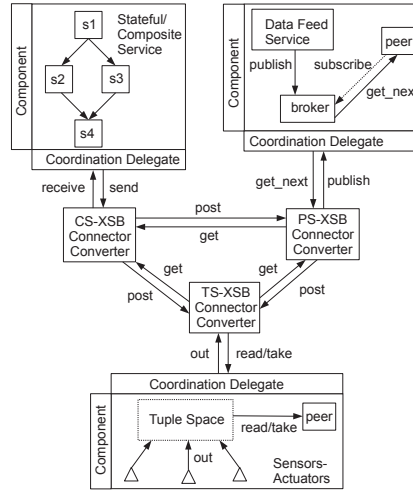 Component
s1
Stateful/
Composite
Service
s2
s3
s4
Coordination Delegate
receive
send
Component
Data Feed
Service
peer
publish
subscribe
get_next
broker
Coordination Delegate
get_next
publish
CS-XSB
Connector
Converter
post
get
PS-XSB
Connector
Converter
get
post
get
post
TS-XSB
Connector
Converter
out
read/take
Coordination Delegate
Component
Tuple Space
peer
read/take
out
Sensors-
Actuators